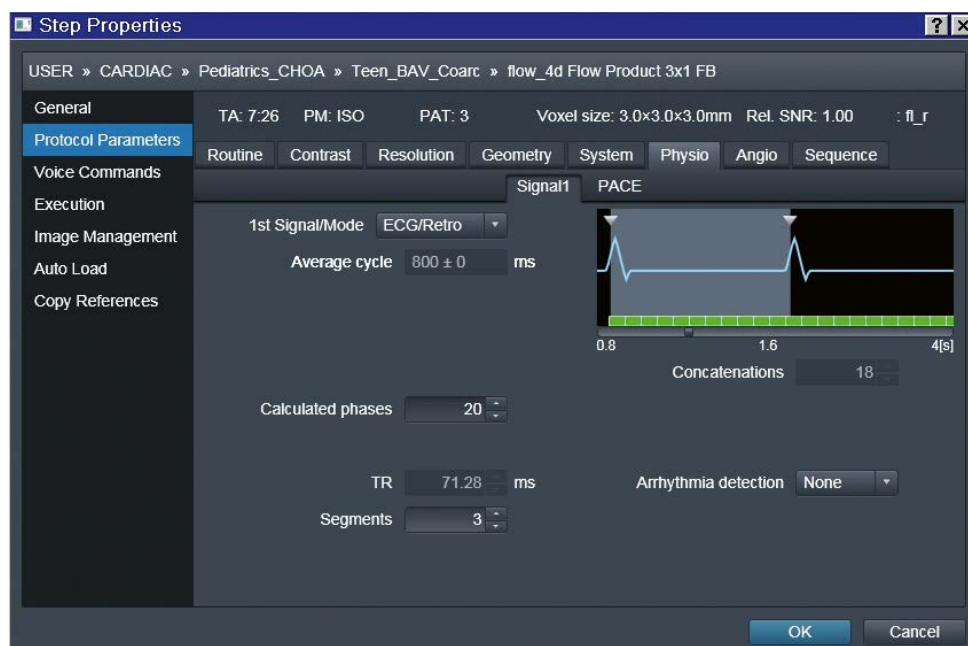 Step Properties
USER » CARDIAC » Pediatrics_CHOA » Teen_BAV_Coarc » flow_4d Flow Product 3x1 FB
General
Protocol Parameters
Voice Commands
Execution
Image Management
Auto Load
Copy References
TA: 7:26 PM: ISO PAT: 3 Voxel size: 3.0×3.0×3.0mm Rel. SNR: 1.00 : fl_r
Routine Contrast Resolution Geometry System Physio Angio Sequence
Signal1 PACE
1st Signal/Mode ECG/Retro
Average cycle 800 ± 0 ms
0.8 1.6 4[s]
Concatenations 18
Calculated phases 20
TR 71.28 ms Arrhythmia detection None
Segments 3
OK Cancel